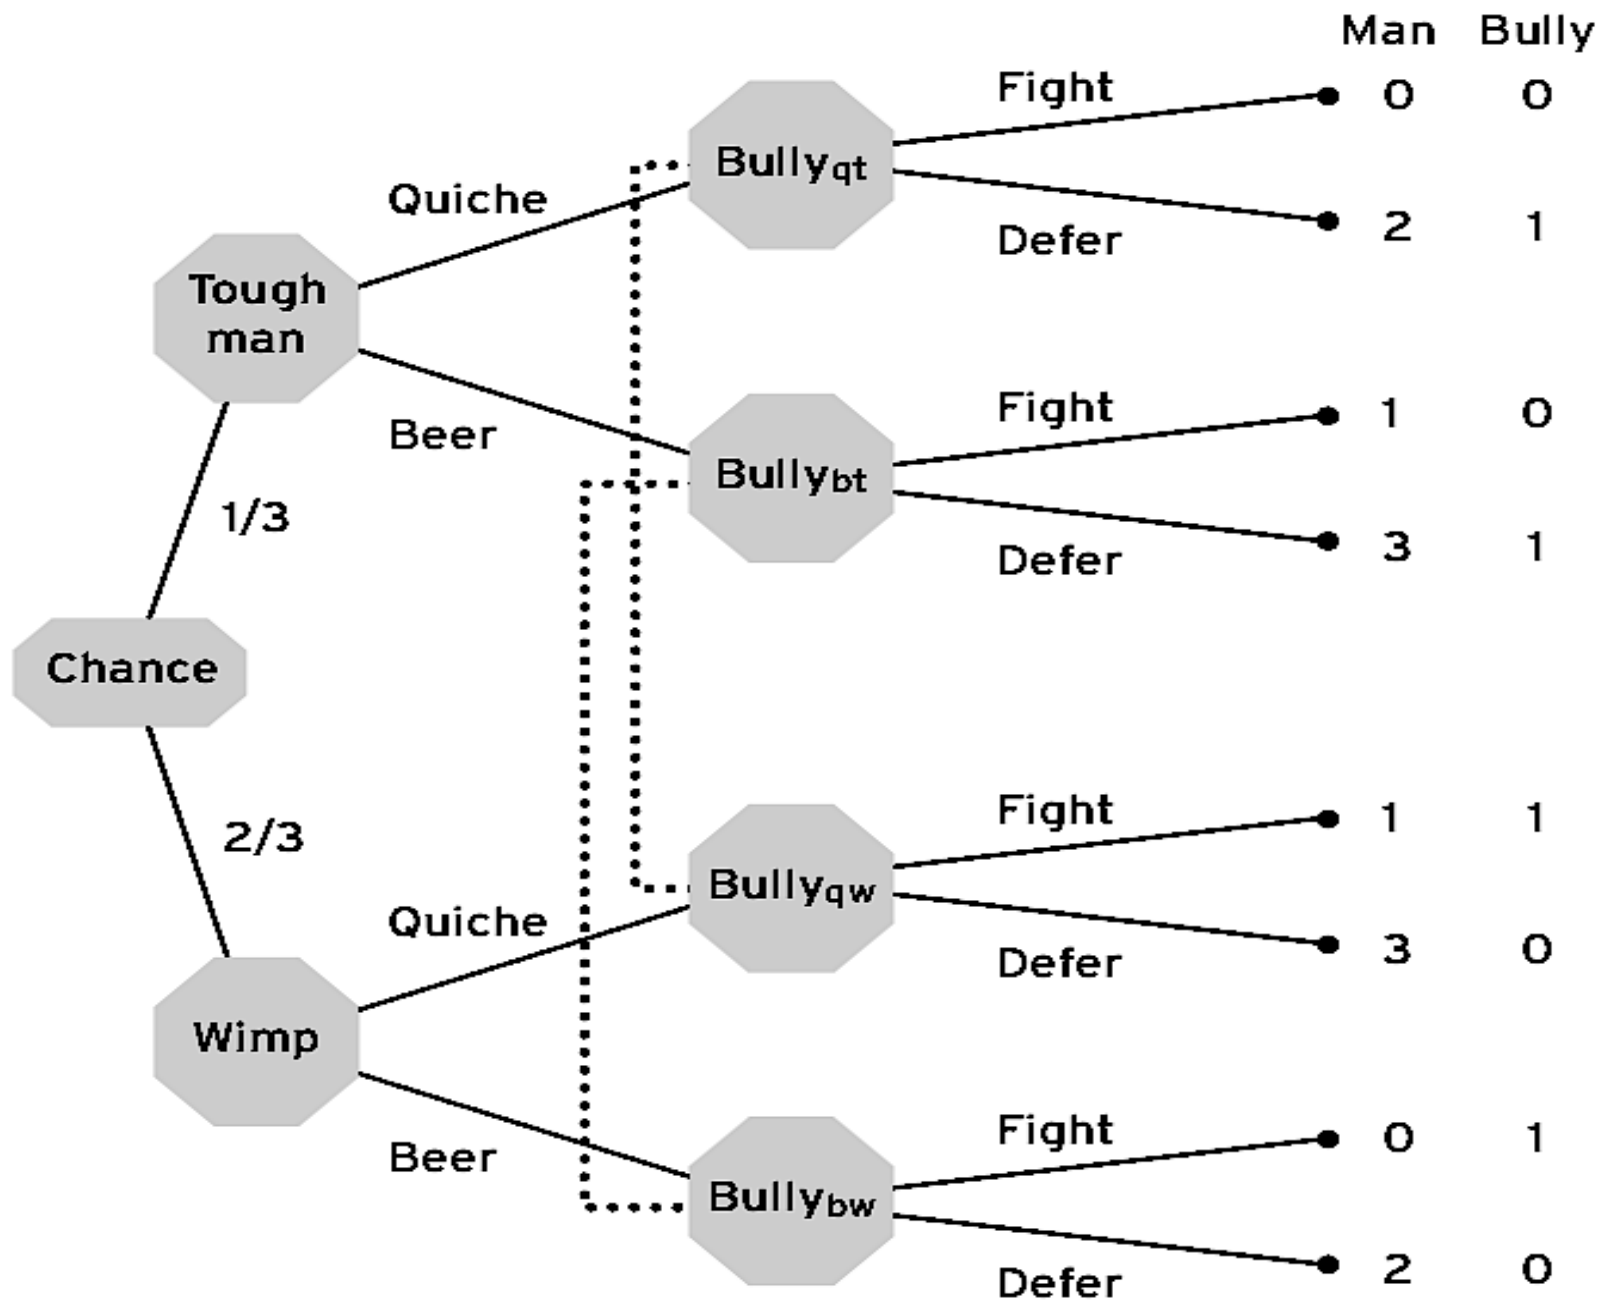 Man Bully
Fight 0 0
Bullyqt
Quiche
Defer 2 1
Tough
man
Fight 1 0
Beer
Bullybt
1/3
Defer 3 1
Chance
Fight 1 1
2/3
Bullyqw
Quiche
Defer 3 0
Wimp
Fight 0 1
Beer
Bullybw
Defer 2 0